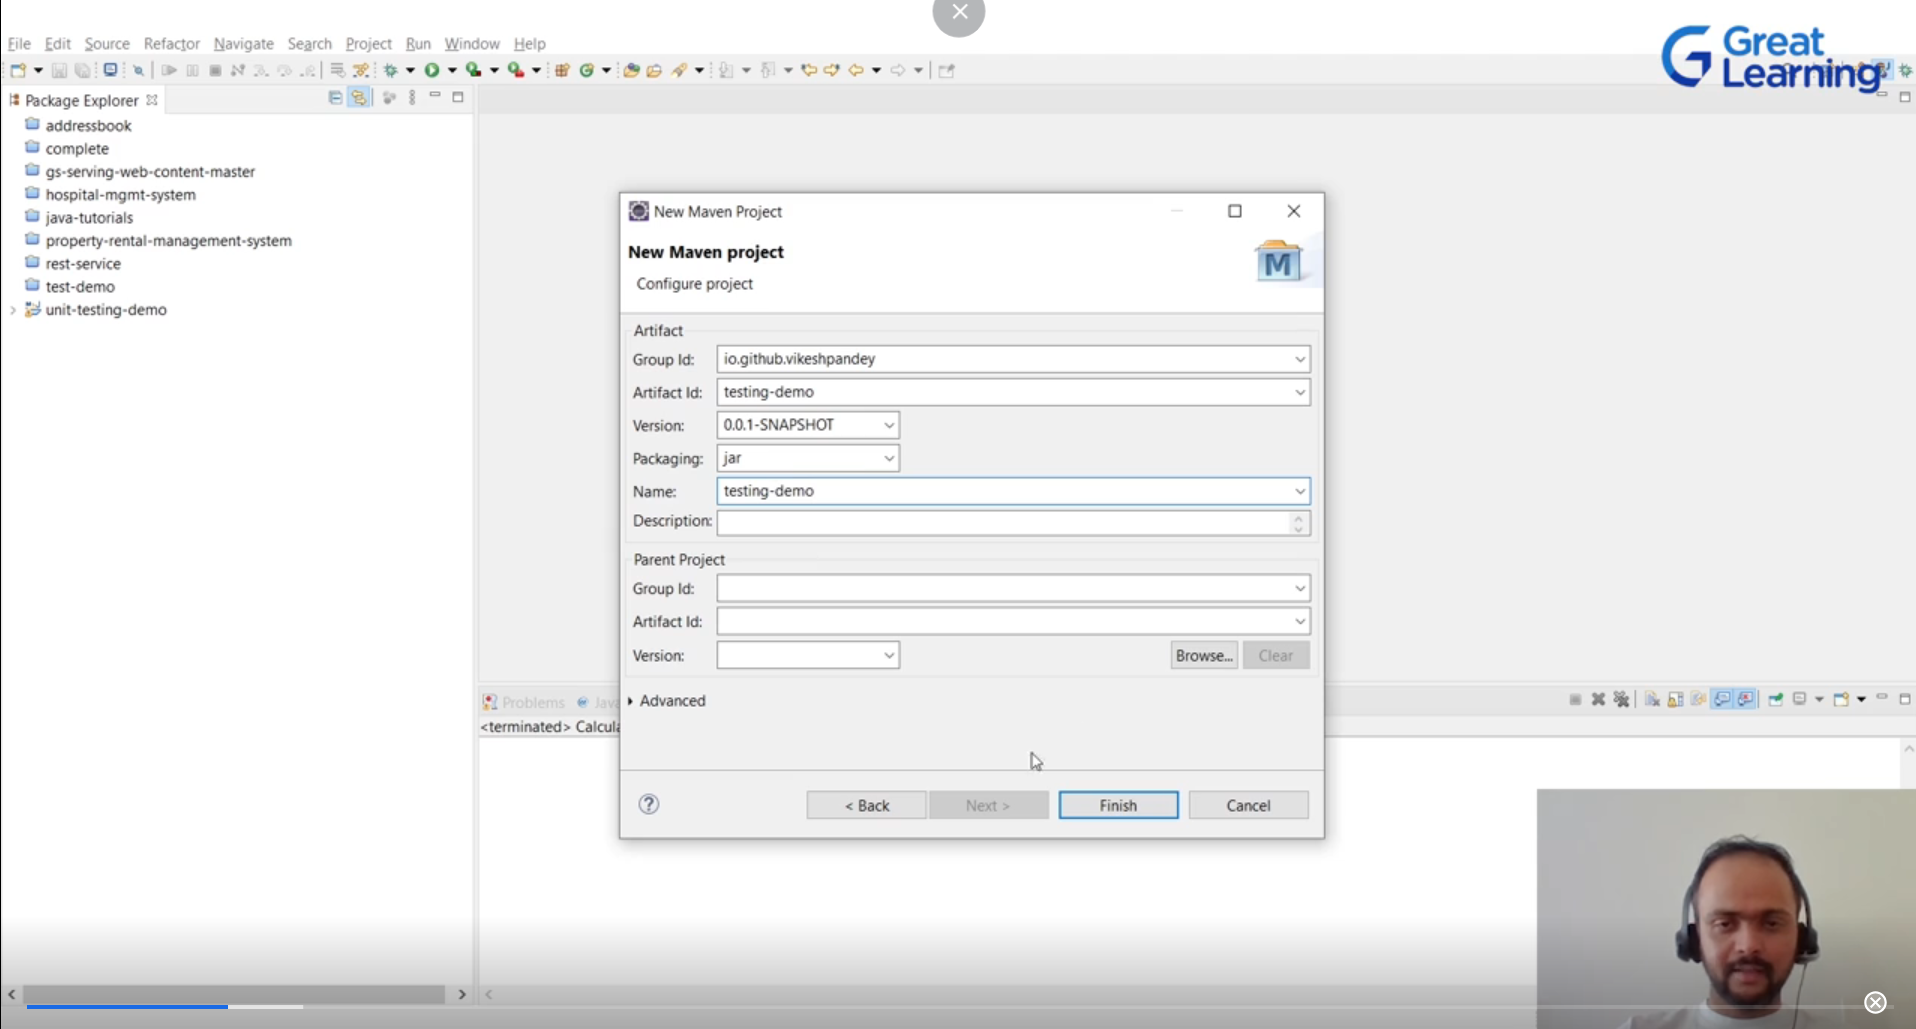 File Edit Source Refactor Navigate Search Project Run Window Help
Great
Learning
Package Explorer
addressbook
complete
gs-serving-web-content-master
hospital-mgmt-system
java-tutorials
property-rental-management-system
rest-service
test-demo
unit-testing-demo
New Maven Project
New Maven project
Configure project
M
Artifact
Group Id: io.github.vikeshpandey
Artifact Id: testing-demo
Version: 0.0.1-SNAPSHOT
Packaging: jar
Name: testing-demo
Description:
Parent Project
Group Id:
Artifact Id:
Version:
Browse... Clear
Advanced
Problems Java
<terminated> Calcula
? < Back Next > Finish Cancel